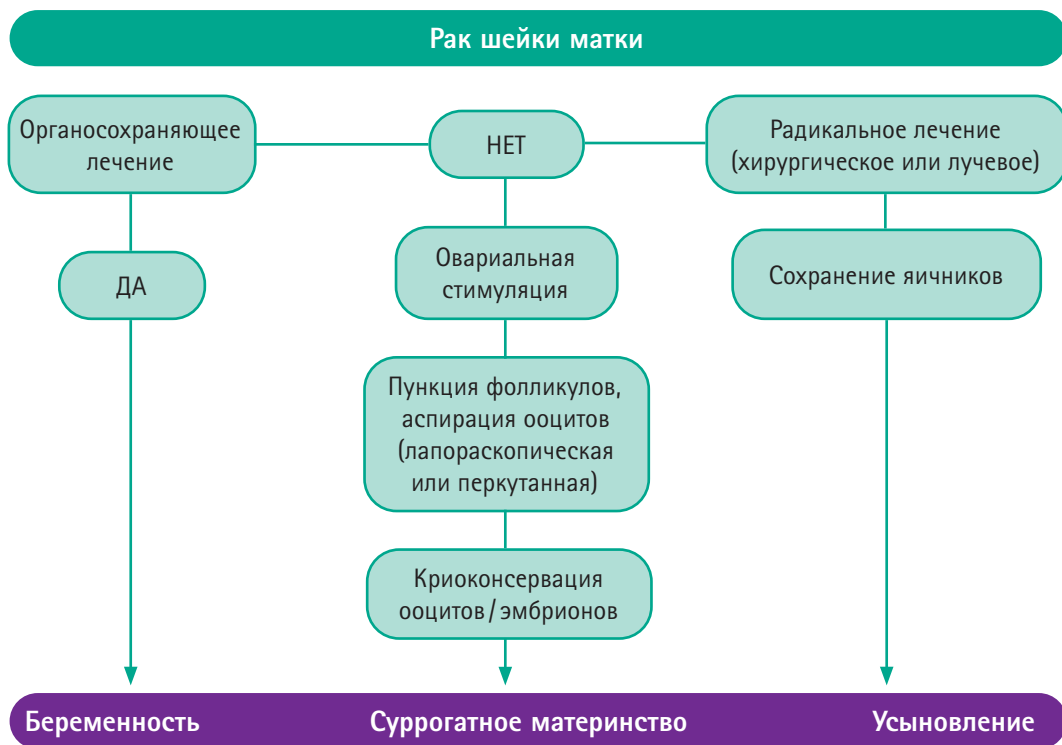 Рак шейки матки
Органосохраняющее
лечение
НЕТ
Радикальное лечение
(хирургическое или лучевое)
ДА
Овариальная
стимуляция
Сохранение яичников
Пункция фолликулов,
аспирация ооцитов
(лапораскопическая
или перкутанная)
Криоконсервация
ооцитов/эмбрионов
Беременность
Суррогатное материнство
Усыновление